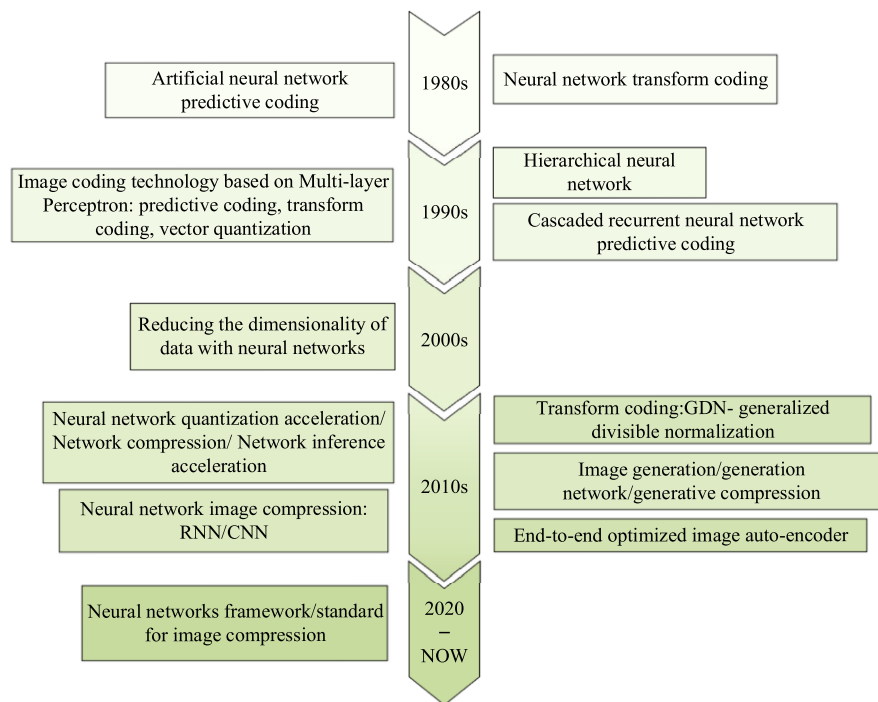 Artificial neural network
predictive coding
1980s
Neural network transform coding
Image coding technology based on Multi-layer
Perceptron: predictive coding, transform
coding, vector quantization
1990s
Hierarchical neural
network
Cascaded recurrent neural network
predictive coding
Reducing the dimensionality of
data with neural networks
2000s
Neural network quantization acceleration/
Network compression/ Network inference
acceleration
Neural network image compression:
RNN/CNN
2010s
Transform coding:GDN- generalized
divisible normalization
Image generation/generation
network/generative compression
End-to-end optimized image auto-encoder
Neural networks framework/standard
for image compression
2020
–
NOW